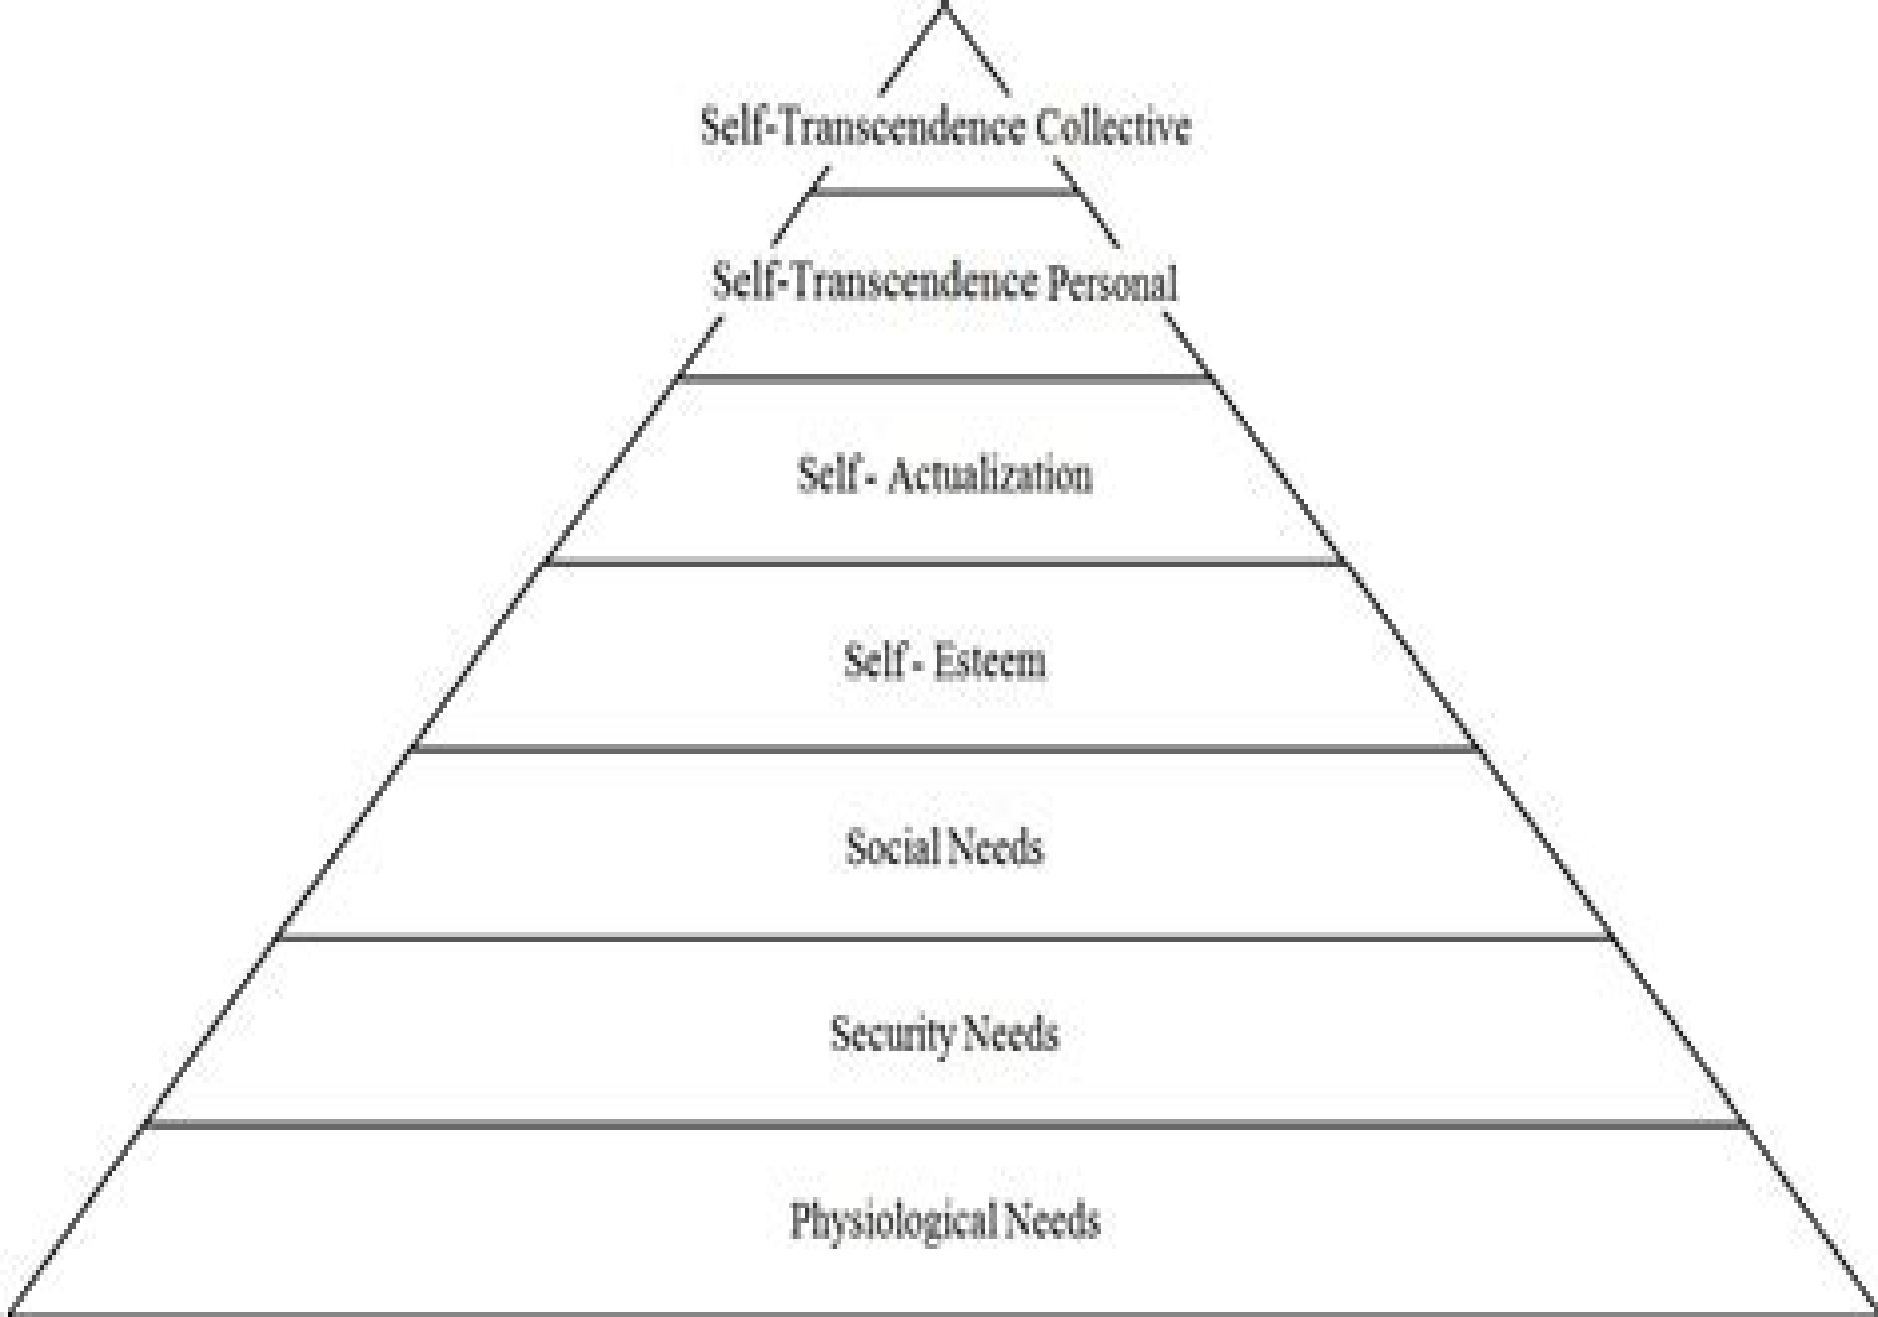 Self-Transcendence Collective
Self-Transcendence Personal
Self - Actualization
Self - Esteem
Social Needs
Security Needs
Physiological Needs